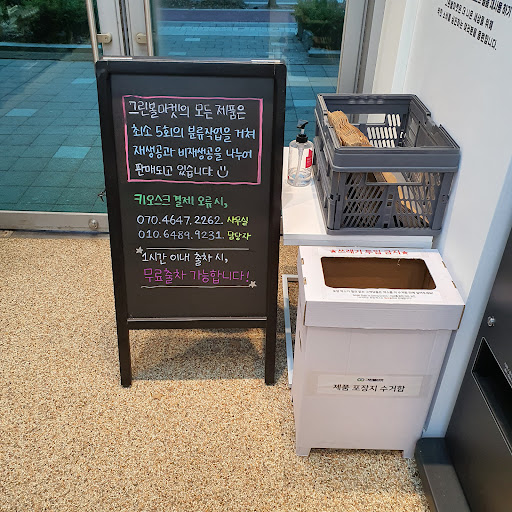 그린볼마켓의 모든 제품은
최소 5회의 분류작업을 거쳐
재생공과 비재생공을 나누어
판매되고 있습니다
키오스크 결제 오류 시,
070.4647.2262. 사무실
010.6489.9231. 담당자
1시간 이내 출차 시,
무료출차 가능합니다!
쓰레기 투입 금지
제품 포장지 수거함